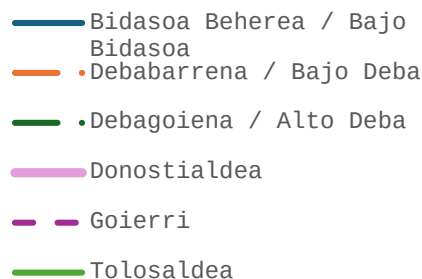 Bidasoa Beherea / Bajo
Bidasoa
Debabarrena / Bajo Deba
Debagoiena / Alto Deba
Donostialdea
Goierri
Tolosaldea